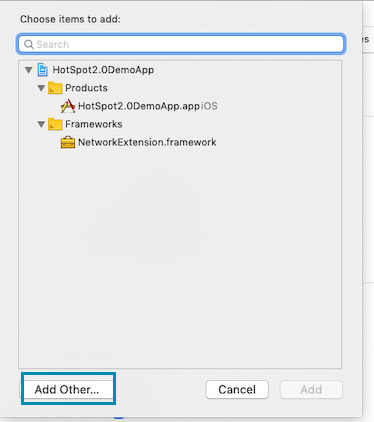 Choose items to add:
Search
HotSpot2.0DemoApp
Products
HotSpot2.0DemoApp.app iOS
Frameworks
NetworkExtension.framework
Add Other...
Cancel
Add